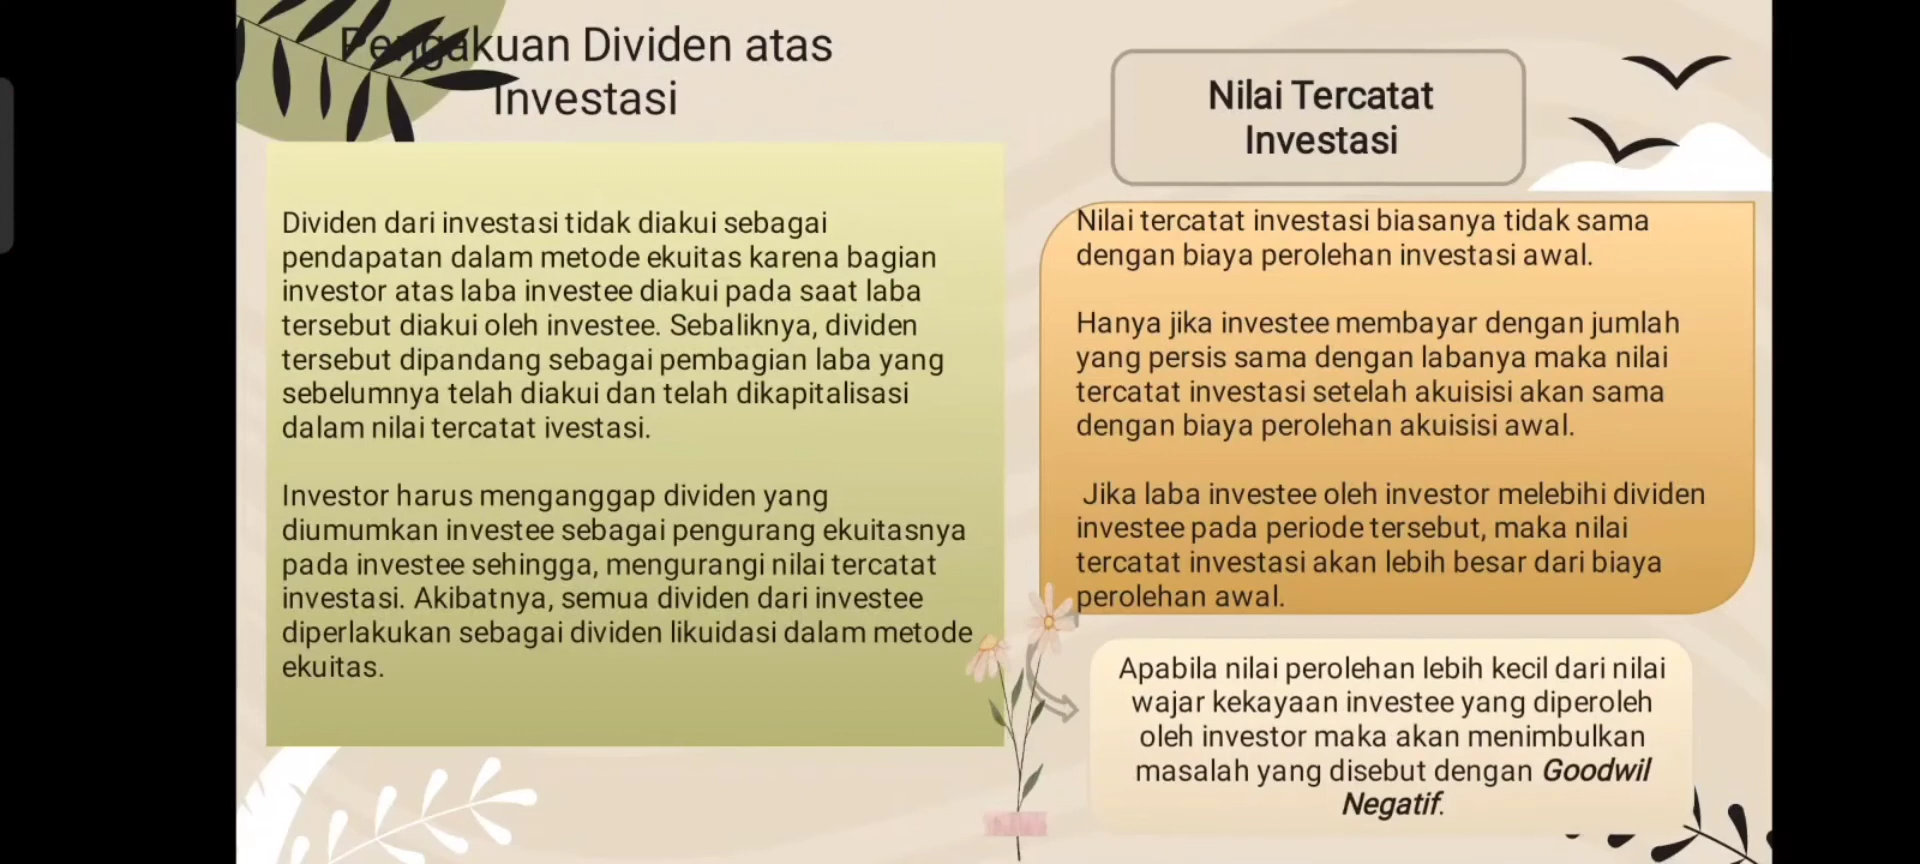 Pengakuan Dividen atas
Investasi
Dividen dari investasi tidak diakui sebagai
pendapatan dalam metode ekuitas karena bagian
investor atas laba investee diakui pada saat laba
tersebut diakui oleh investee. Sebaliknya, dividen
tersebut dipandang sebagai pembagian laba yang
sebelumnya telah diakui dan telah dikapitalisasi
dalam nilai tercatat ivestasi.
Investor harus menganggap dividen yang
diumumkan investee sebagai pengurang ekuitasnya
pada investee sehingga, mengurangi nilai tercatat
investasi. Akibatnya, semua dividen dari investee
diperlakukan sebagai dividen likuidasi dalam metode
ekuitas.
Nilai Tercatat
Investasi
Nilai tercatat investasi biasanya tidak sama
dengan biaya perolehan investasi awal.
Hanya jika investee membayar dengan jumlah
yang persis sama dengan labanya maka nilai
tercatat investasi setelah akuisisi akan sama
dengan biaya perolehan akuisisi awal.
Jika laba investee oleh investor melebihi dividen
investee pada periode tersebut, maka nilai
tercatat investasi akan lebih besar dari biaya
perolehan awal.
Apabila nilai perolehan lebih kecil dari nilai
wajar kekayaan investee yang diperoleh
oleh investor maka akan menimbulkan
masalah yang disebut dengan Goodwil
Negatif.